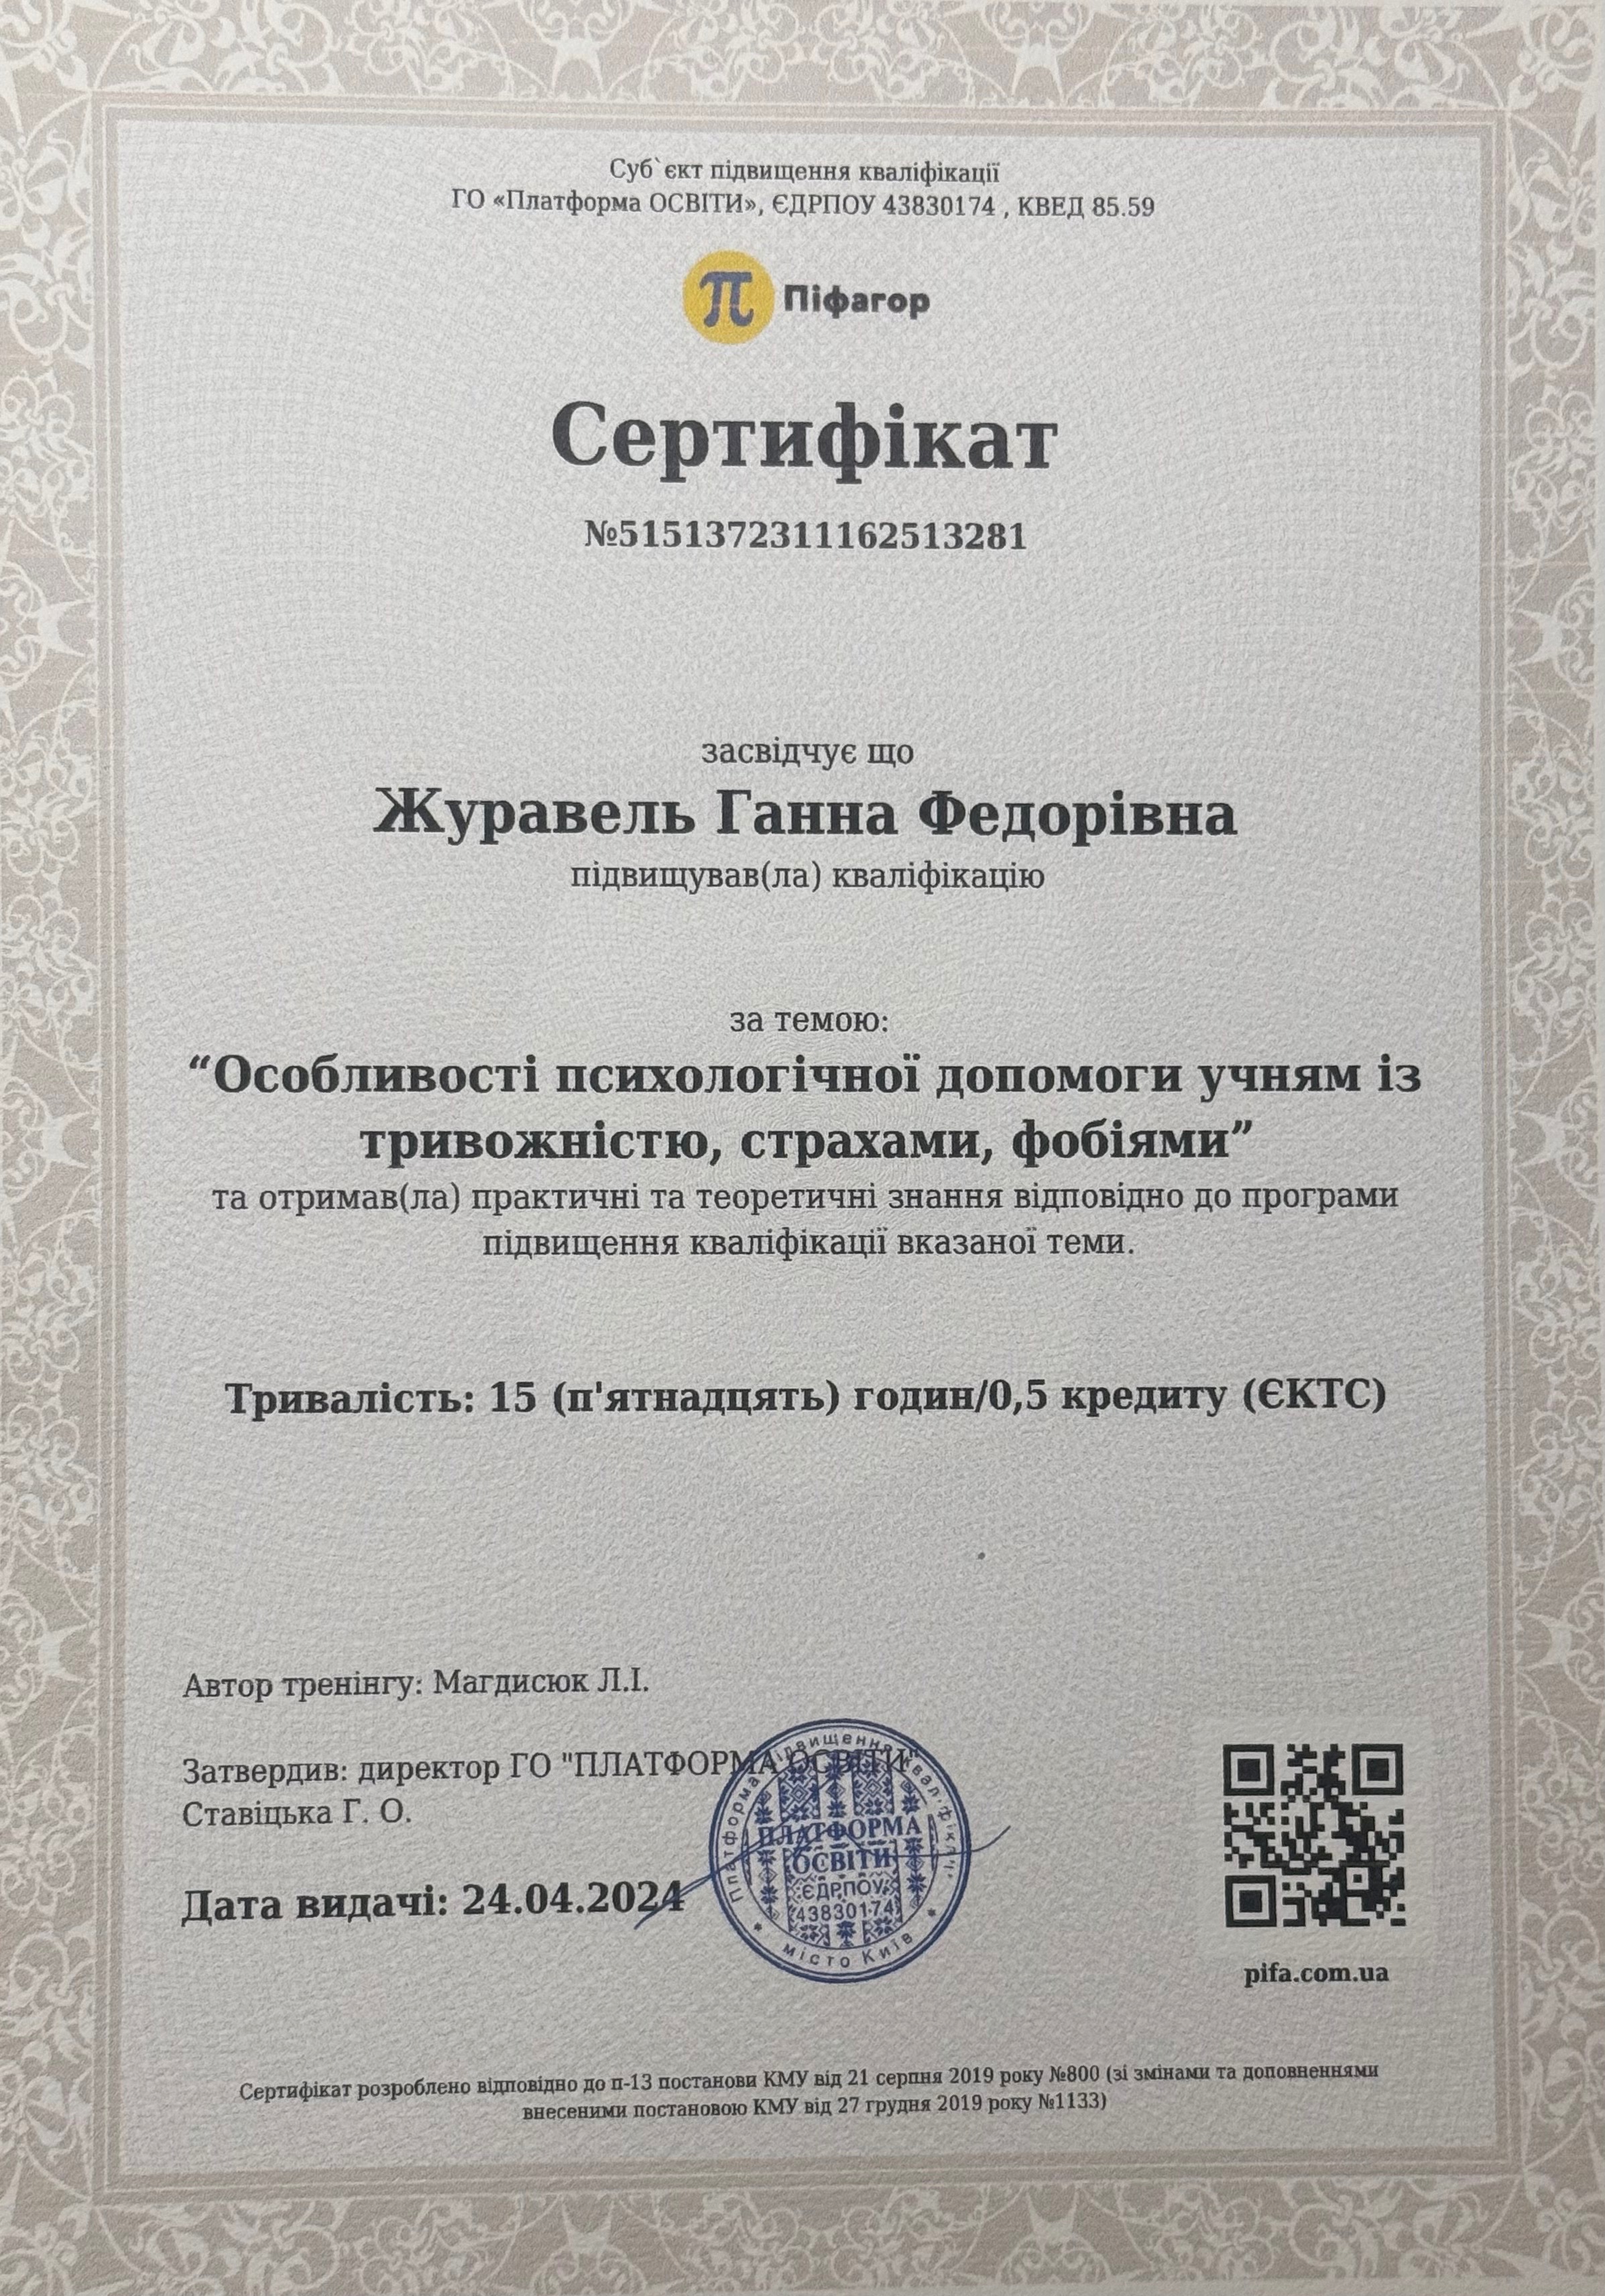 Суб`єкт підвищення кваліфікації
ГО «Платформа ОСВІТИ», ЄДРПОУ 43830174 , КВЕД 85.59
π Піфагор
Сертифікат
№5151372311162513281
засвідчує що
Журавель Ганна Федорівна
підвищував(ла) кваліфікацію
за темою:
“Особливості психологічної допомоги учням із
тривожністю, страхами, фобіями”
та отримав(ла) практичні та теоретичні знання відповідно до програми
підвищення кваліфікації вказаної теми.
Тривалість: 15 (п'ятнадцять) годин/0,5 кредиту (ЄКТС)
Автор тренінгу: Магдисюк Л.І.
Затвердив: директор ГО "ПЛАТФОРМА ОСВІТИ"
Ставіцька Г. О.
Дата видачі: 24.04.2024
Платформа підвищення
ПЛАТФОРМА
ОСВІТИ
ЄДРПОУ
43830174
місто Київ
pifa.com.ua
Сертифікат розроблено відповідно до п-13 постанови КМУ від 21 серпня 2019 року №800 (зі змінами та доповненнями
внесеними постановою КМУ від 27 грудня 2019 року №1133)